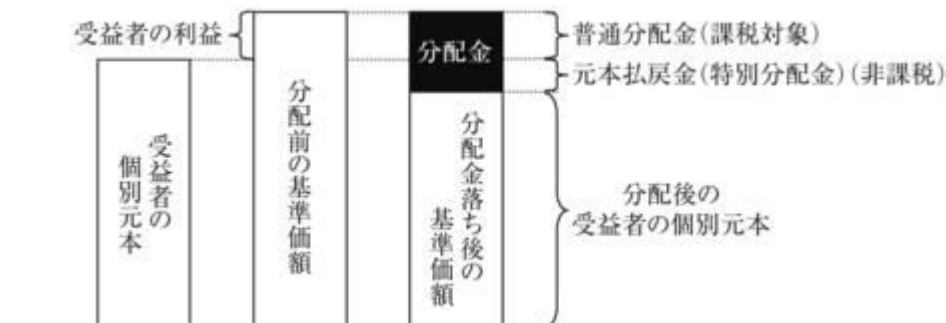 受益者の利益
分配金
普通分配金(課税対象)
元本払戻金(特別分配金)(非課税)
受益者の
個別元本
分配前の基準価額
分配金落ち後の
基準価額
分配後の
受益者の個別元本